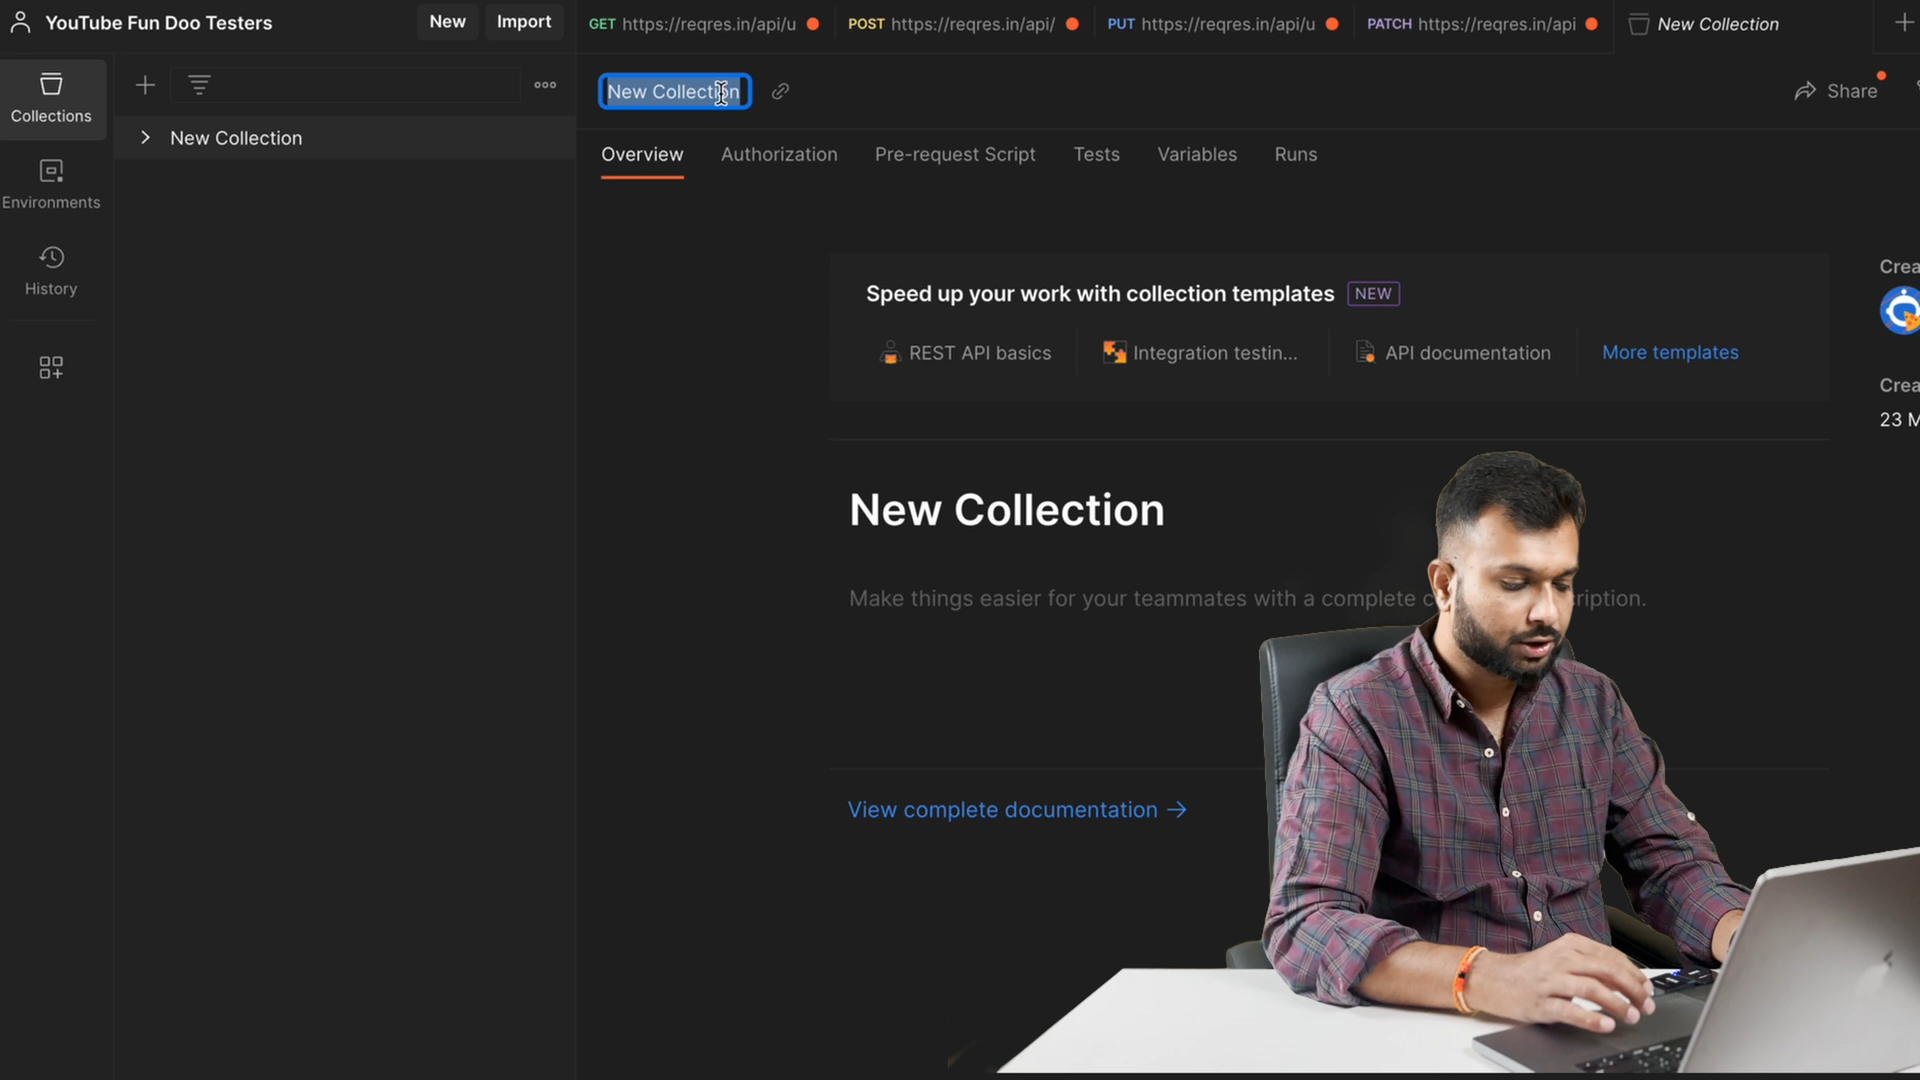 YouTube Fun Doo Testers
New
Import
GET https://reqres.in/api/u
POST https://reqres.in/api/
PUT https://reqres.in/api/u
PATCH https://reqres.in/api
New Collection
Collections
New Collection
New Collection
Share
Overview
Authorization
Pre-request Script
Tests
Variables
Runs
Environments
History
Speed up your work with collection templates NEW
REST API basics
Integration testin...
API documentation
More templates
Crea
Crea
23 M
New Collection
Make things easier for your teammates with a complete c ription.
View complete documentation →